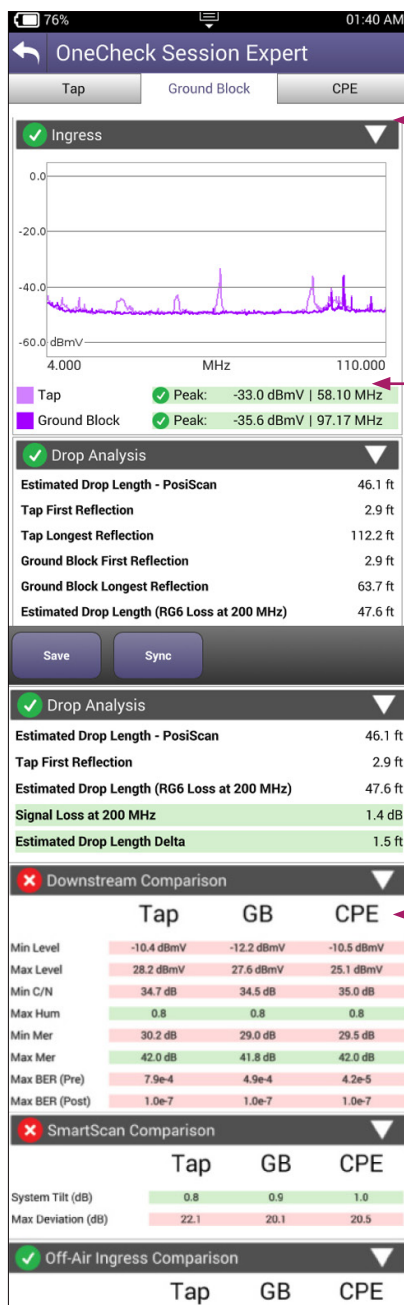 76% 01:40 AM
OneCheck Session Expert
Tap Ground Block CPE
Ingress
0.0
-20.0
-40.0
-60.0 dBmV
4.000 MHz 110.000
Tap Peak: -33.0 dBmV | 58.10 MHz
Ground Block Peak: -35.6 dBmV | 97.17 MHz
Drop Analysis
Estimated Drop Length - PosiScan 46.1 ft
Tap First Reflection 2.9 ft
Tap Longest Reflection 112.2 ft
Ground Block First Reflection 2.9 ft
Ground Block Longest Reflection 63.7 ft
Estimated Drop Length (RG6 Loss at 200 MHz) 47.6 ft
Save Sync
Drop Analysis
Estimated Drop Length - PosiScan 46.1 ft
Tap First Reflection 2.9 ft
Estimated Drop Length (RG6 Loss at 200 MHz) 47.6 ft
Signal Loss at 200 MHz 1.4 dB
Estimated Drop Length Delta 1.5 ft
Downstream Comparison
Tap GB CPE
Min Level -10.4 dBmV -12.2 dBmV -10.5 dBmV
Max Level 28.2 dBmV 27.6 dBmV 25.1 dBmV
Min C/N 34.7 dB 34.5 dB 35.0 dB
Max Hum 0.8 0.8 0.8
Min Mer 30.2 dB 29.0 dB 29.5 dB
Max Mer 42.0 dB 41.8 dB 42.0 dB
Max BER (Pre) 7.9e-4 4.9e-4 4.2e-5
Max BER (Post) 1.0e-7 1.0e-7 1.0e-7
SmartScan Comparison
Tap GB CPE
System Tilt (dB) 0.8 0.9 1.0
Max Deviation (dB) 22.1 20.1 20.5
Off-Air Ingress Comparison
Tap GB CPE